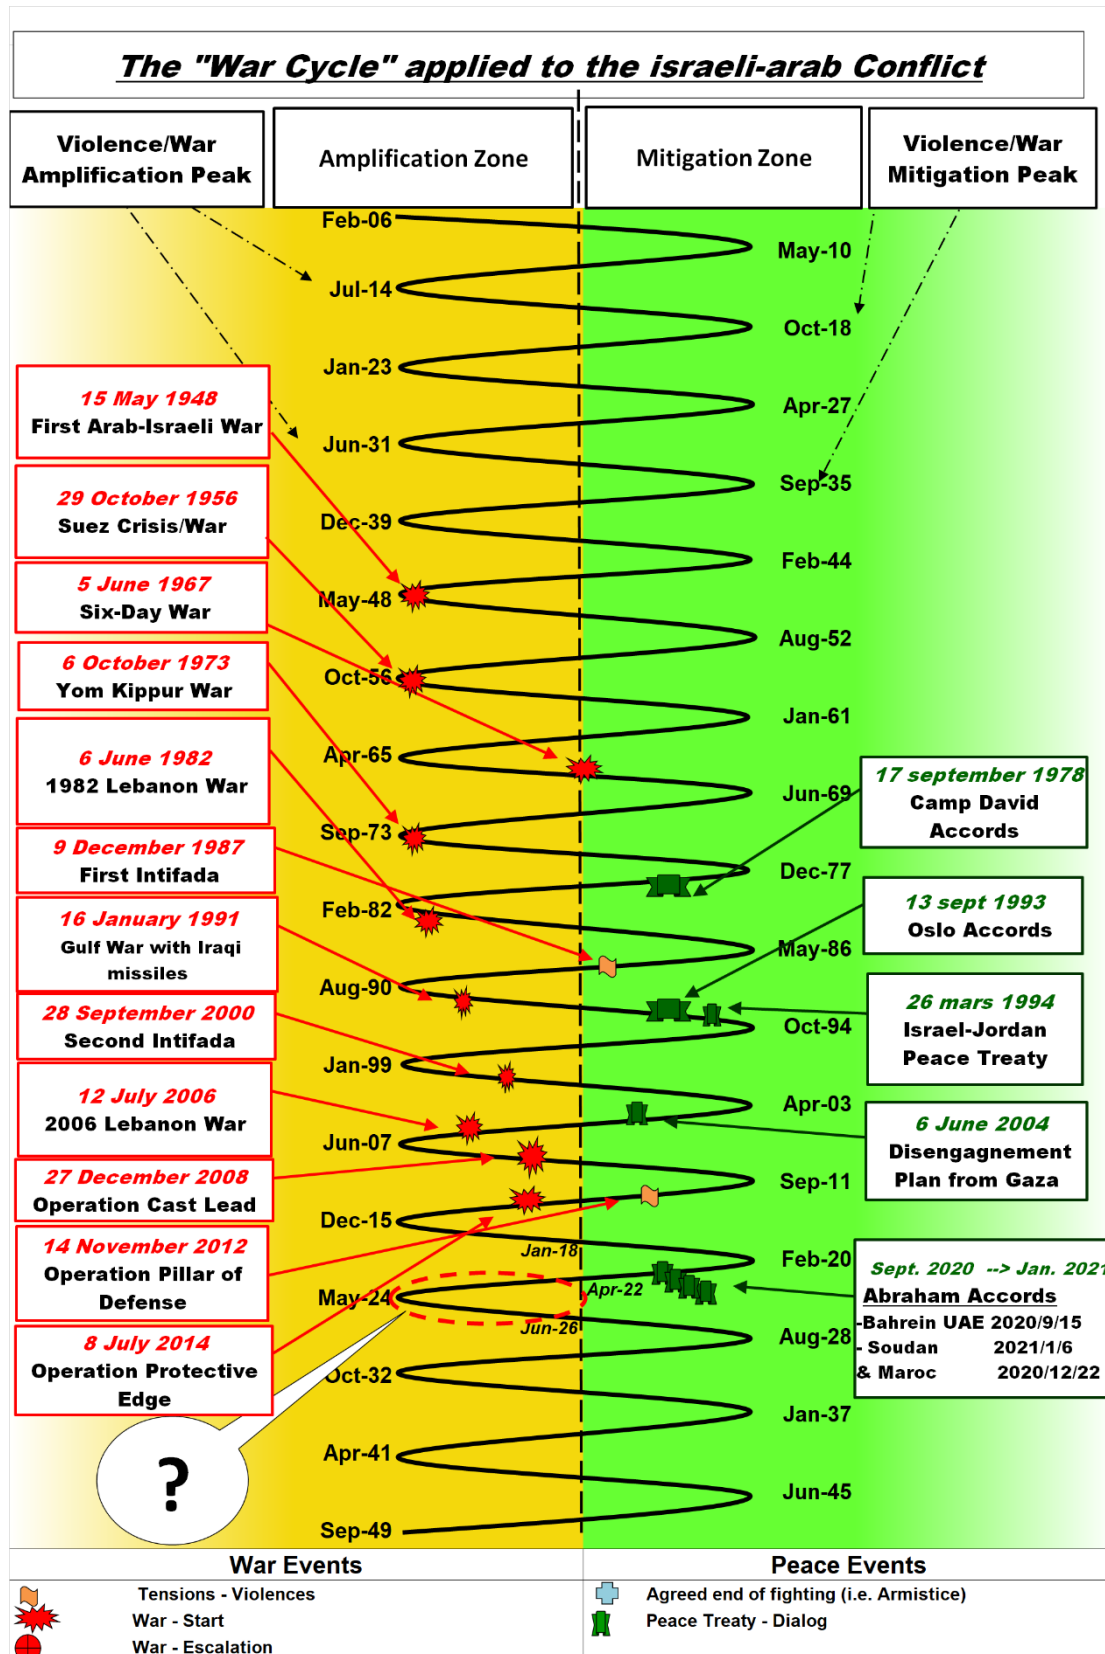 The "War Cycle" applied to the israeli-arab Conflict
Violence/War
Amplification Peak
Amplification Zone
Mitigation Zone
Violence/War
Mitigation Peak
Feb-06
May-10
Jul-14
Oct-18
Jan-23
Apr-27
Jun-31
Sep-35
Dec-39
Feb-44
May-48
Aug-52
Oct-56
Jan-61
Apr-65
Jun-69
Sep-73
Dec-77
Feb-82
May-86
Aug-90
Oct-94
Jan-99
Apr-03
Jun-07
Sep-11
Dec-15
Jan-18
Feb-20
Apr-22
May-24
Jun-26
Aug-28
Oct-32
Jan-37
Apr-41
Jun-45
Sep-49
15 May 1948
First Arab-Israeli War
29 October 1956
Suez Crisis/War
5 June 1967
Six-Day War
6 October 1973
Yom Kippur War
6 June 1982
1982 Lebanon War
9 December 1987
First Intifada
16 January 1991
Gulf War with Iraqi
missiles
28 September 2000
Second Intifada
12 July 2006
2006 Lebanon War
27 December 2008
Operation Cast Lead
14 November 2012
Operation Pillar of
Defense
8 July 2014
Operation Protective
Edge
?
17 september 1978
Camp David
Accords
13 sept 1993
Oslo Accords
26 mars 1994
Israel-Jordan
Peace Treaty
6 June 2004
Disengagnement
Plan from Gaza
Sept. 2020 --> Jan. 2021
Abraham Accords
-Bahrein UAE 2020/9/15
- Soudan 2021/1/6
& Maroc 2020/12/22
War Events
Tensions - Violences
War - Start
War - Escalation
Peace Events
Agreed end of fighting (i.e. Armistice)
Peace Treaty - Dialog